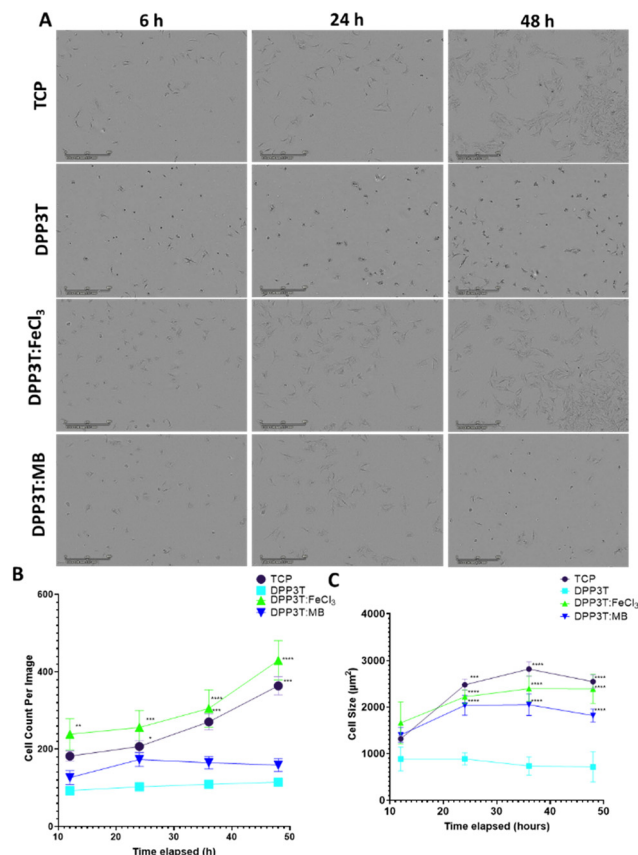 A
6 h
24 h
48 h
TCP
DPP3T
DPP3T:FeCl₃
DPP3T:MB
B
TCP
DPP3T
DPP3T:FeCl₃
DPP3T:MB
600
400
200
0
Cell Count Per Image
**
***
*
****
***
****
***
10
20
30
40
50
Time elapsed (h)
C
TCP
DPP3T
DPP3T:FeCl₃
DPP3T:MB
4000
3000
2000
1000
0
Cell Size (µm²)
***
****
****
****
****
****
****
****
****
10
20
30
40
50
Time elapsed (hours)